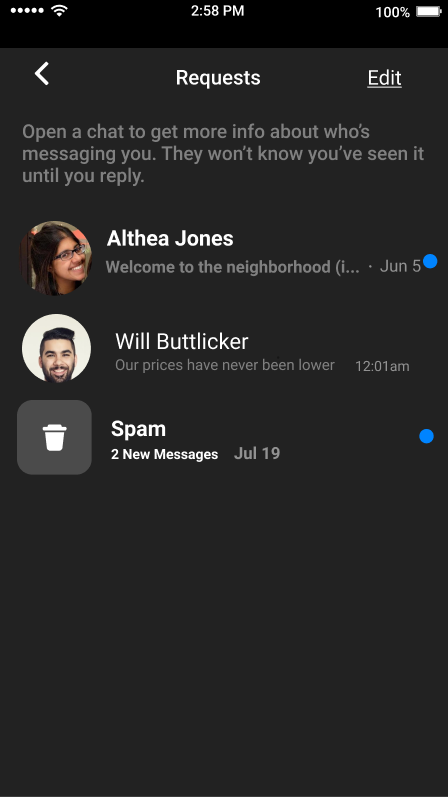 2:58 PM
100%
Requests
Edit
Open a chat to get more info about who's
messaging you. They won't know you've seen it
until you reply.
Althea Jones
Welcome to the neighborhood (i... · Jun 5
Will Buttlicker
Our prices have never been lower 12:01am
Spam
2 New Messages Jul 19